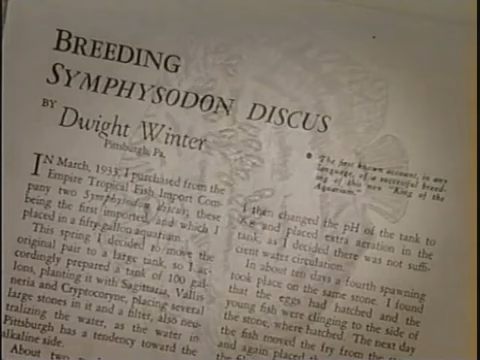 BREEDING
SYMPHYSODON DISCUS
BY Dwight Winter
Pittsburgh, Pa.
IN March, 1933, I purchased from the
Empire Tropical Fish Import Com-
pany two Symphysodon discus, these
being the first imported, and which I
placed in a fifty-gallon aquarium.
This spring I decided to move the
original pair to a large tank, so I ac-
cordingly prepared a tank of 100 gal-
lons, planting it with Sagittaria, Vallis-
neria and Cryptocoryne, placing several
large stones in it and a filter, also neu-
tralizing the water, as the water in
Pittsburgh has a tendency toward the
alkaline side.
About two
● The first known account, in any
language, of a successful breed-
ing of this new "King of the
Aquarium"
I then changed the pH of the tank to
and placed extra aeration in the
tank, as I decided there was not suffi-
cient water circulation.
In about ten days a fourth spawning
took place on the same stone. I found
that the eggs had hatched and the
young fish were clinging to the side of
the stone, where hatched. The next day
the fish moved the fry from the
and again placed